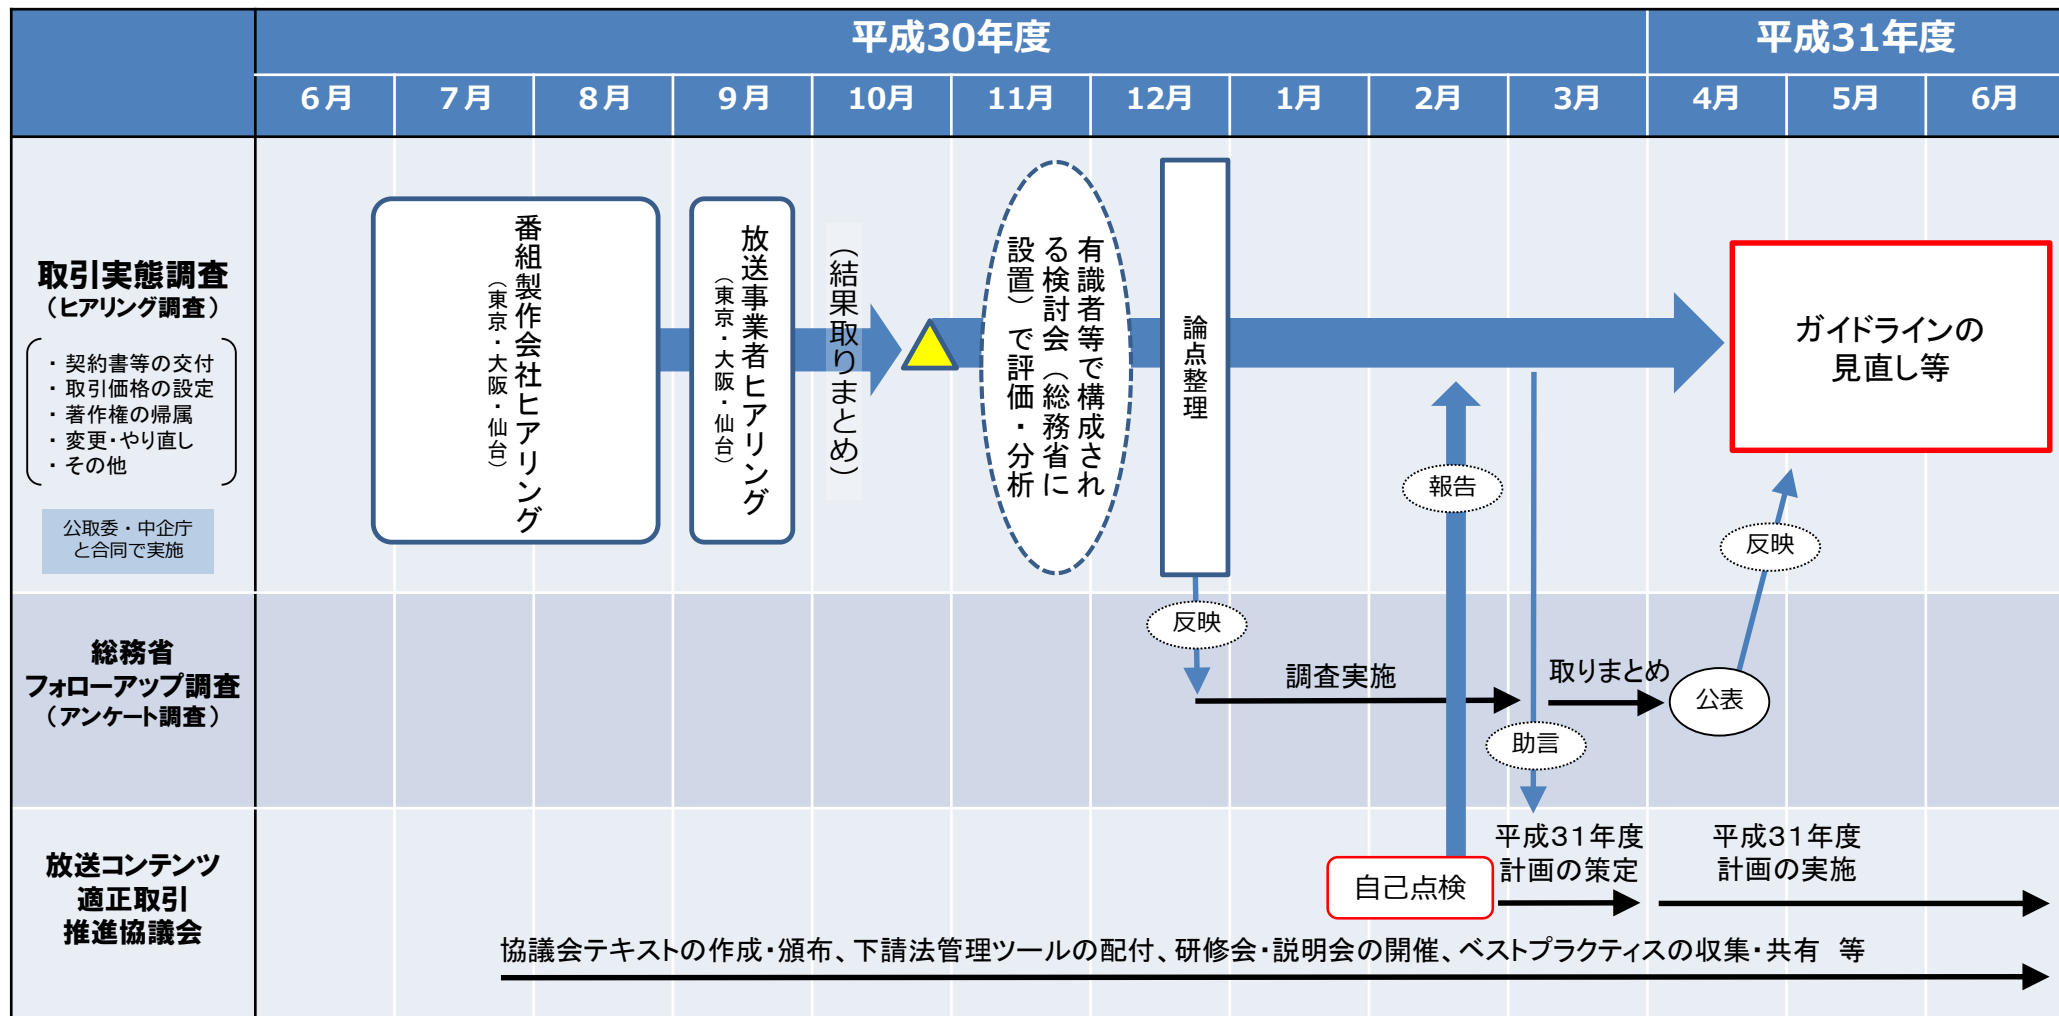 平成30年度
平成31年度
6月
7月
8月
9月
10月
11月
12月
1月
2月
3月
4月
5月
6月
取引実態調査
（ヒアリング調査）
・ 契約書等の交付
・ 取引価格の設定
・ 著作権の帰属
・ 変更・やり直し
・ その他
公取委・中企庁
と合同で実施
番組製作会社ヒアリング
（東京・大阪・仙台）
放送事業者ヒアリング
（東京・大阪・仙台）
（結果取りまとめ）
有識者等で構成され
る検討会（総務省に
設置）で評価・分析
論点整理
ガイドラインの
見直し等
報告
反映
反映
総務省
フォローアップ調査
（アンケート調査）
調査実施
取りまとめ
公表
助言
放送コンテンツ
適正取引
推進協議会
自己点検
平成31年度
計画の策定
平成31年度
計画の実施
協議会テキストの作成・頒布、下請法管理ツールの配付、研修会・説明会の開催、ベストプラクティスの収集・共有　等